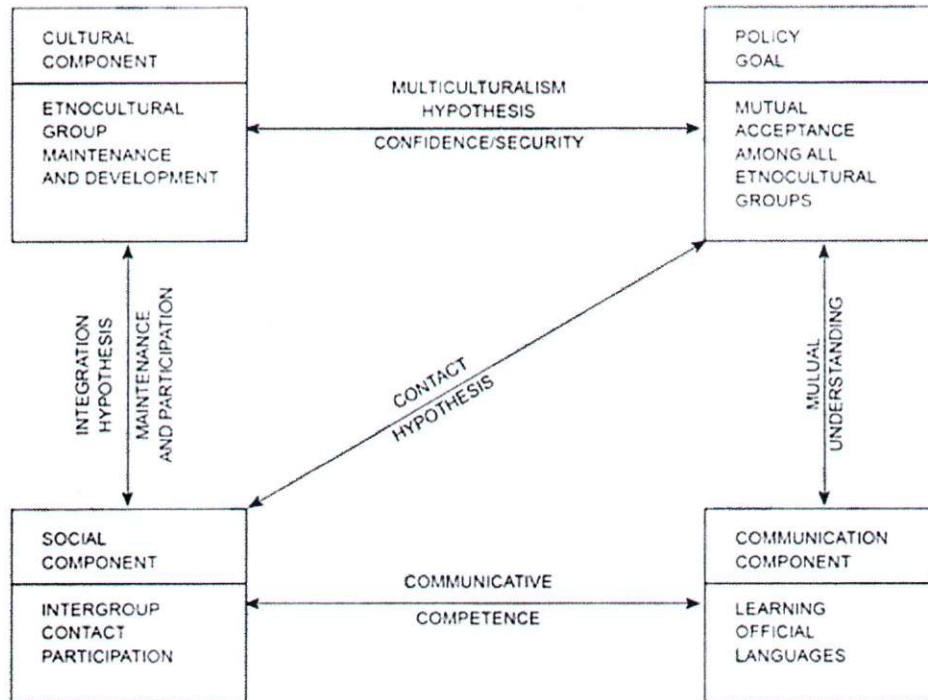 CULTURAL
COMPONENT
ETNOCULTURAL
GROUP
MAINTENANCE
AND DEVELOPMENT
MULTICULTURALISM
HYPOTHESIS
CONFIDENCE/SECURITY
POLICY
GOAL
MUTUAL
ACCEPTANCE
AMONG ALL
ETNOCULTURAL
GROUPS
INTEGRATION
HYPOTHESIS
MAINTENANCE
AND PARTICIPATION
CONTACT
HYPOTHESIS
MULUAL
UNDERSTANDING
SOCIAL
COMPONENT
INTERGROUP
CONTACT
PARTICIPATION
COMMUNICATIVE
COMPETENCE
COMMUNICATION
COMPONENT
LEARNING
OFFICIAL
LANGUAGES